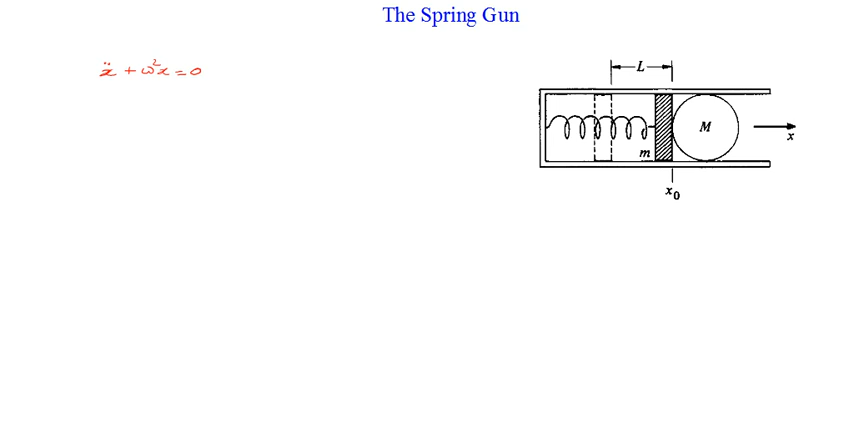 The Spring Gun
ẍ + ω²x = 0
L
M
x
m
x₀